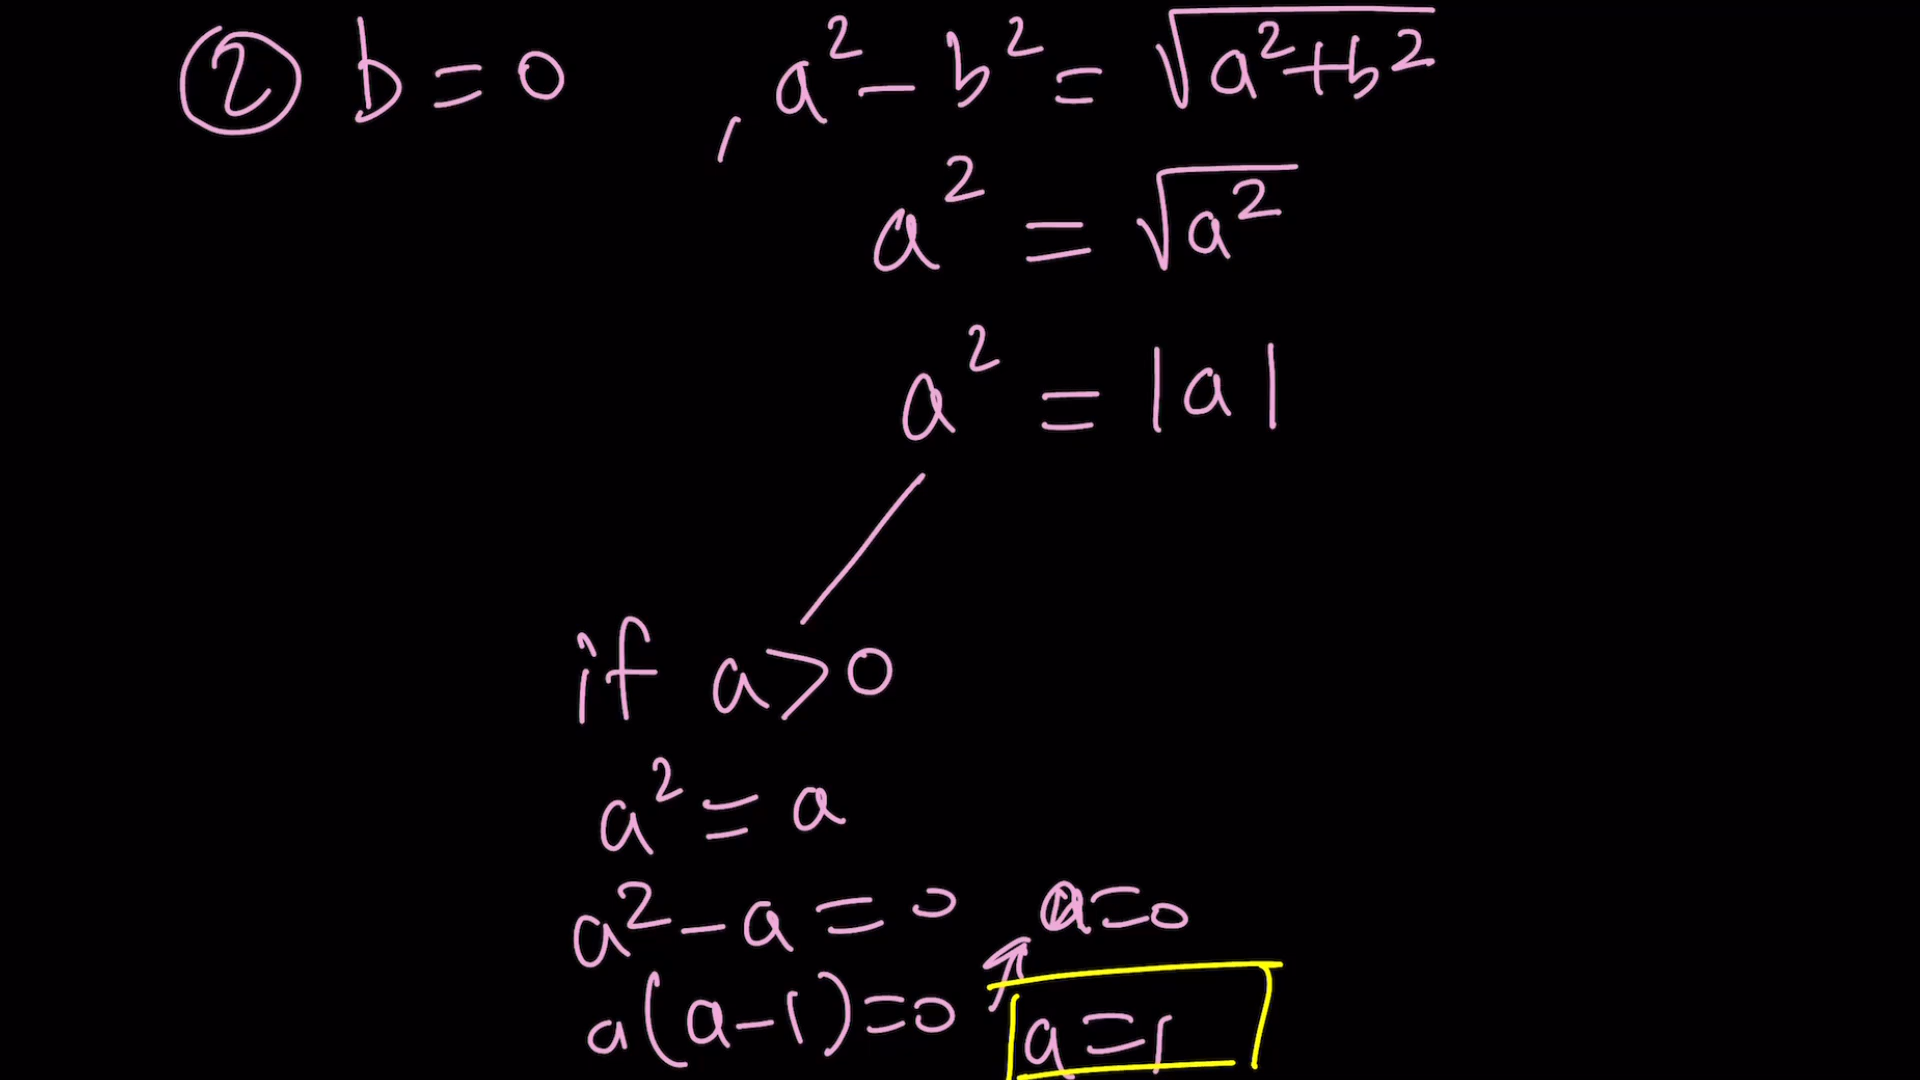 ② b = 0 , a² - b² = √(a²+b²)
a² = √(a²)
a² = |a|
if a>0
a² = a
a² - a = 0 a=0
a(a-1)=0 a=1